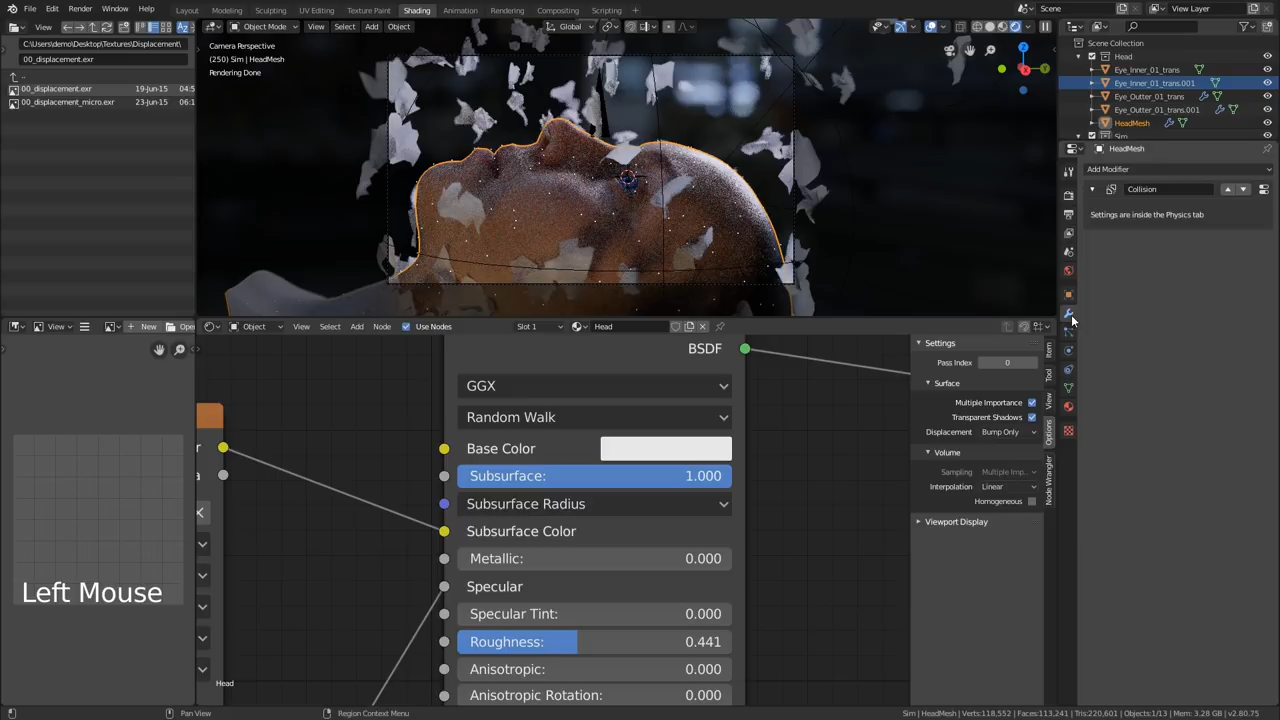 File Edit Render Window Help
Layout Modeling Sculpting UV Editing Texture Paint Shading Animation Rendering Compositing Scripting
Scene
View Layer
View
C:\Users\demo\Desktop\Textures\Displacement\
00_displacement.exr
..
00_displacement.exr 19-Jun-15 04:5
00_displacement_micro.exr 23-Jun-15 06:1
Object Mode View Select Add Object
Global
Camera Perspective
(250) Sim | HeadMesh
Rendering Done
Scene Collection
Head
Eye_Inner_01_trans
Eye_Inner_01_trans.001
Eye_Outter_01_trans
Eye_Outter_01_trans.001
HeadMesh
Sim
HeadMesh
Add Modifier
Collision
Settings are inside the Physics tab
View
New
Open
Object View Select Add Node Use Nodes
Slot 1
Head
BSDF
GGX
Random Walk
Base Color
Subsurface: 1.000
Subsurface Radius
Subsurface Color
Metallic: 0.000
Specular
Specular Tint: 0.000
Roughness: 0.441
Anisotropic: 0.000
Anisotropic Rotation: 0.000
r
a
Head
Left Mouse
Settings
Pass Index 0
Surface
Multiple Importance
Transparent Shadows
Displacement Bump Only
Volume
Sampling Multiple Imp..
Interpolation Linear
Homogeneous
Viewport Display
Item
Tool
View
Options
Node Wrangler
Pan View
Region Context Menu
Sim | HeadMesh | Verts:118,552 | Faces:113,241 | Tris:220,601 | Objects:1/13 | Mem: 3.28 GB | v2.80.75